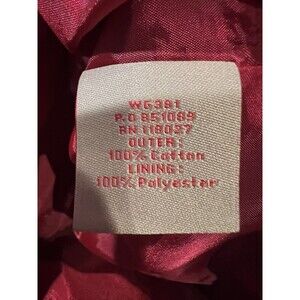 WG381
P.O 851089
RN 118027
OUTER:
100% Cotton
LINING:
100% Polyester